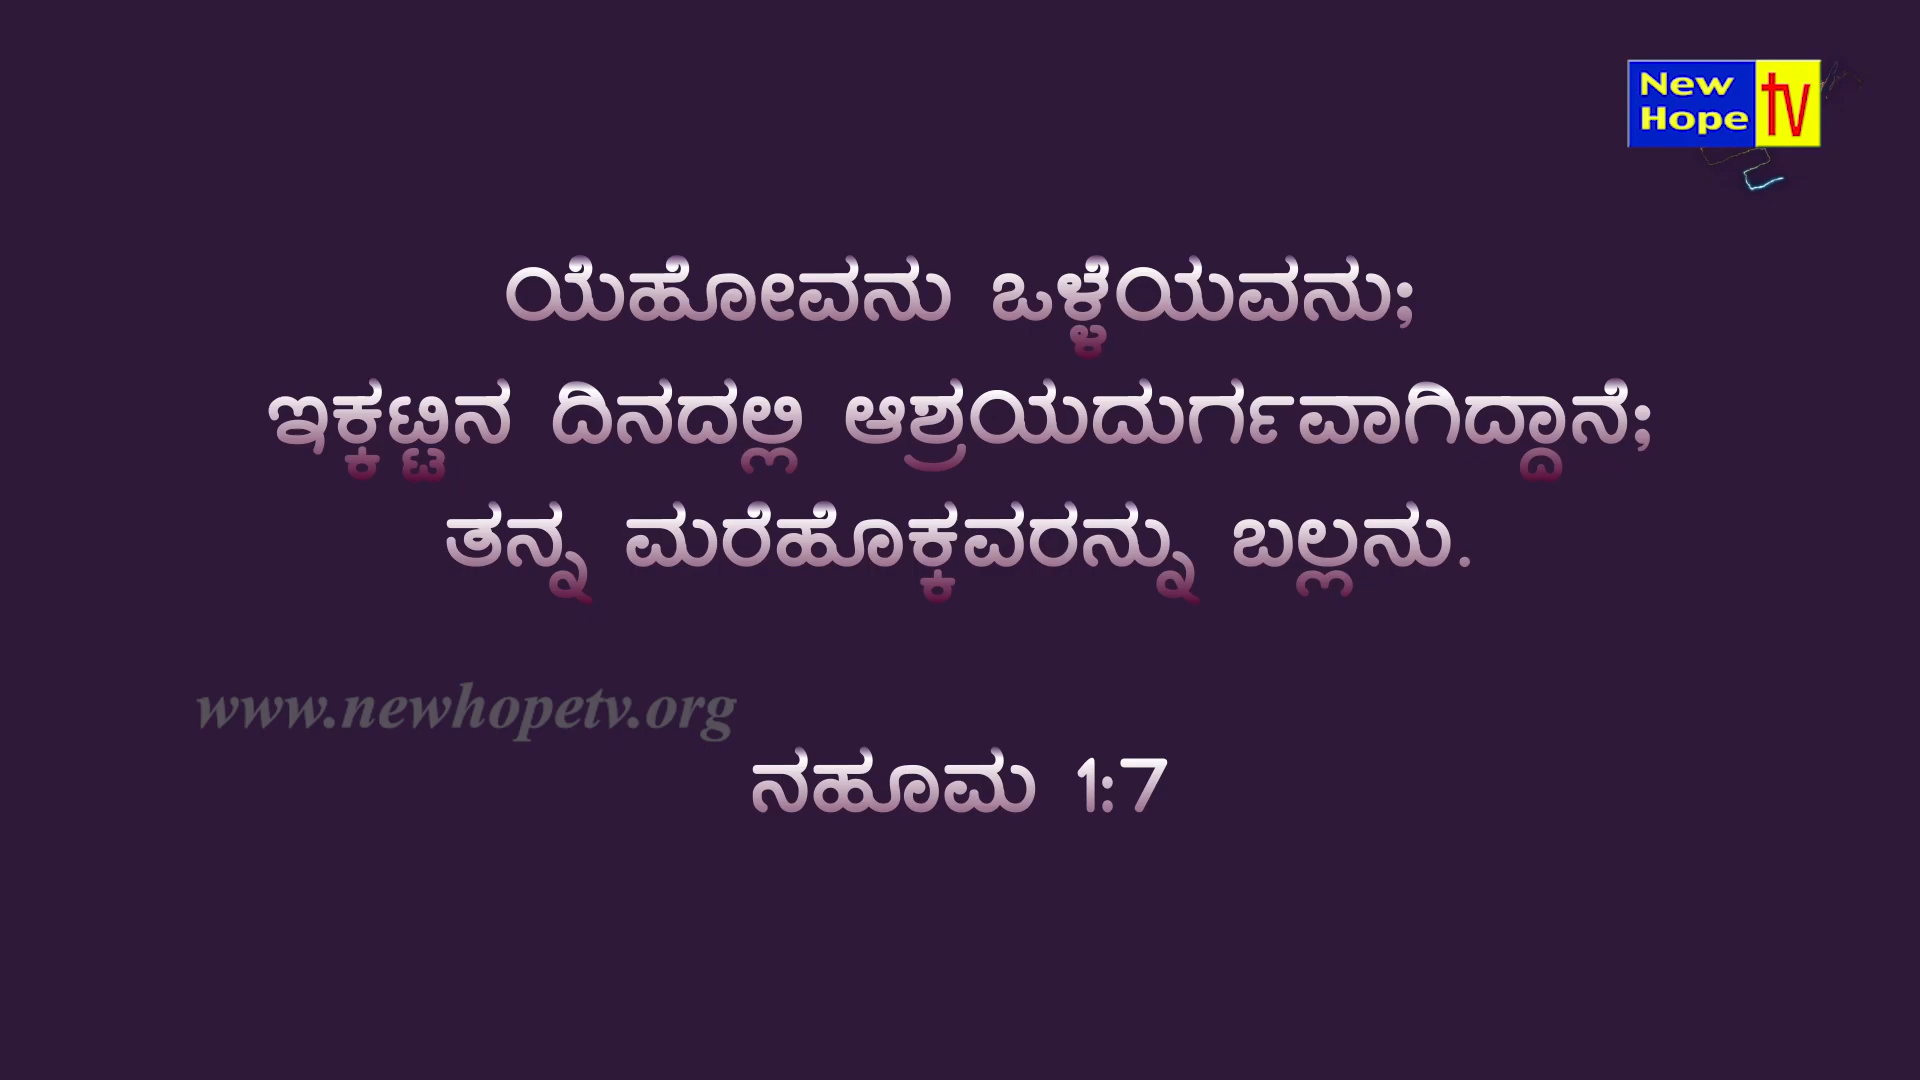 New
Hope
tv
ಯೆಹೋವನು ಒಳ್ಳೆಯವನು;
ಇಕ್ಕಟ್ಟಿನ ದಿನದಲ್ಲಿ ಆಶ್ರಯದುರ್ಗವಾಗಿದ್ದಾನೆ;
ತನ್ನ ಮರೆಹೊಕ್ಕವರನ್ನು ಬಲ್ಲನು.
www.newhopetv.org
ನಹೂಮ 1:7